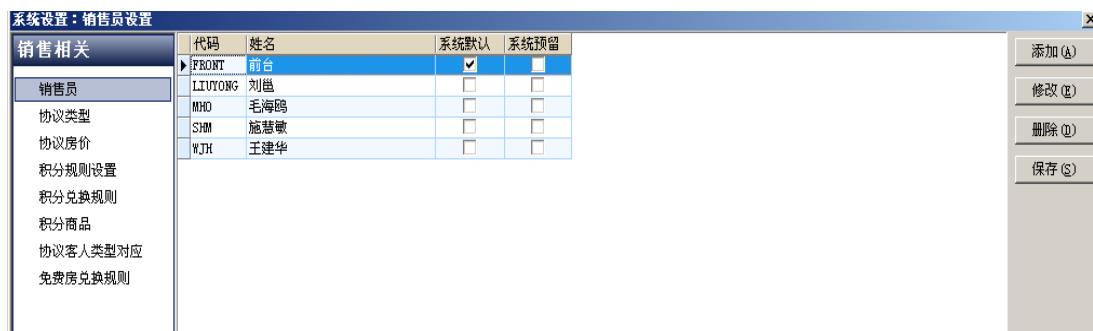 系统设置：销售员设置
销售相关
销售员
协议类型
协议房价
积分规则设置
积分兑换规则
积分商品
协议客人类型对应
免费房兑换规则
代码 姓名 系统默认 系统预留
FRONT 前台
LIUYONG 刘邕
MHO 毛海鸥
SHM 施慧敏
WJH 王建华
添加(A)
修改(E)
删除(D)
保存(S)